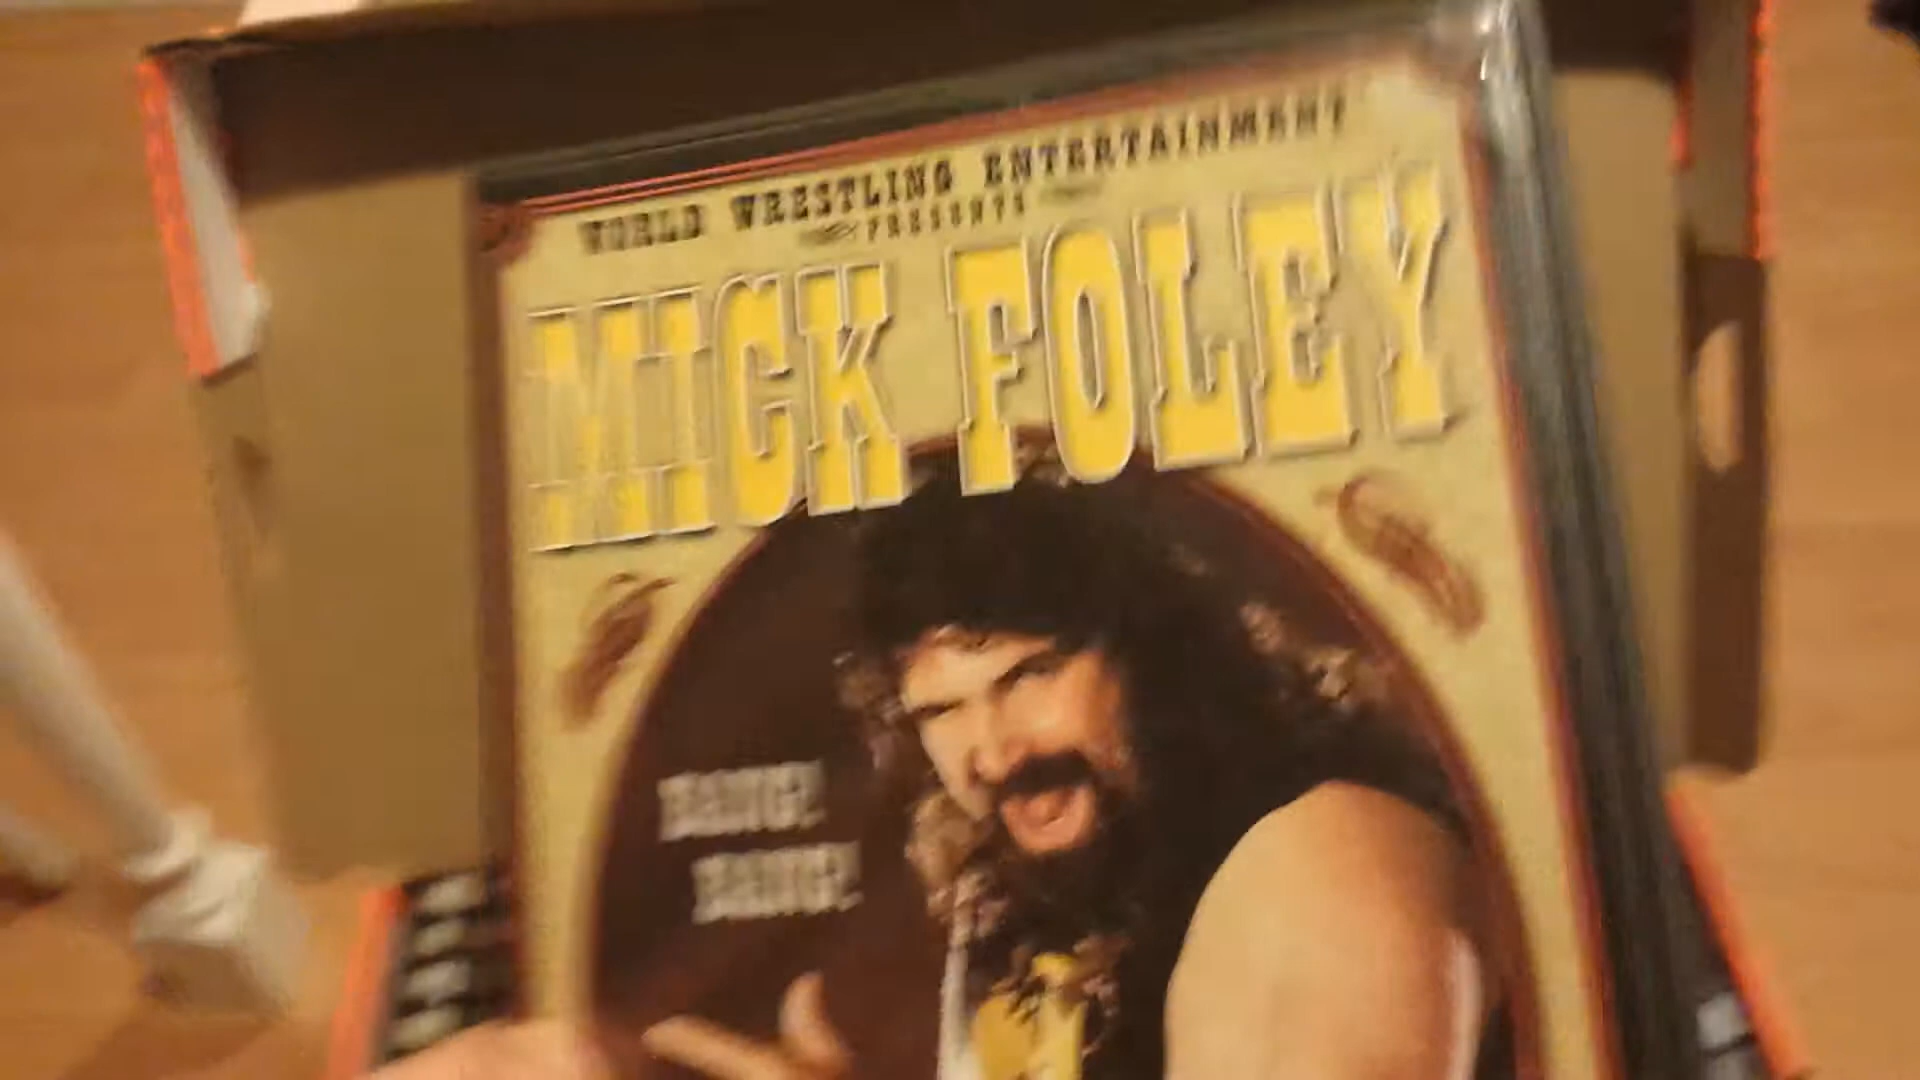 WORLD WRESTLING ENTERTAINMENT
PRESENTS
MICK FOLEY
BANG!
BANG!